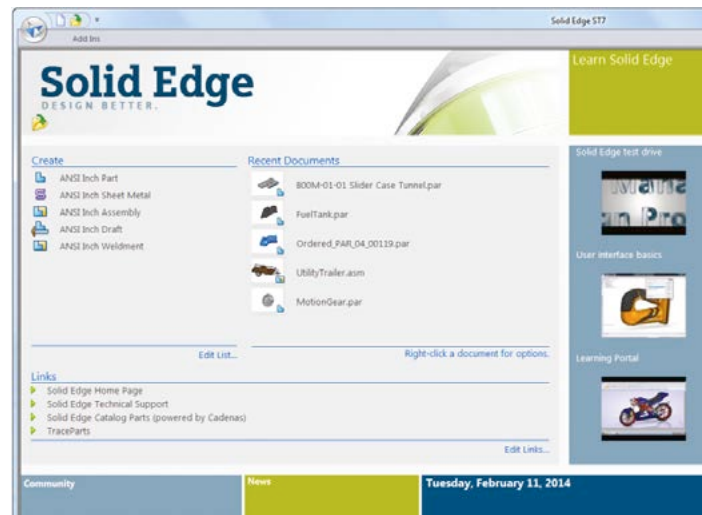 Solid Edge ST7
Add Ins
Solid Edge
DESIGN BETTER.
Learn Solid Edge
Create
ANSI Inch Part
ANSI Inch Sheet Metal
ANSI Inch Assembly
ANSI Inch Draft
ANSI Inch Weldment
Edit List...
Recent Documents
800M-01-01 Slider Case Tunnel.par
FuelTank.par
Ordered_PAR_04_00119.par
UtilityTrailer.asm
MotionGear.par
Right-click a document for options.
Links
Solid Edge Home Page
Solid Edge Technical Support
Solid Edge Catalog Parts (powered by Cadenas)
TraceParts
Edit Links...
Solid Edge test drive
User interface basics
Learning Portal
Community
News
Tuesday, February 11, 2014